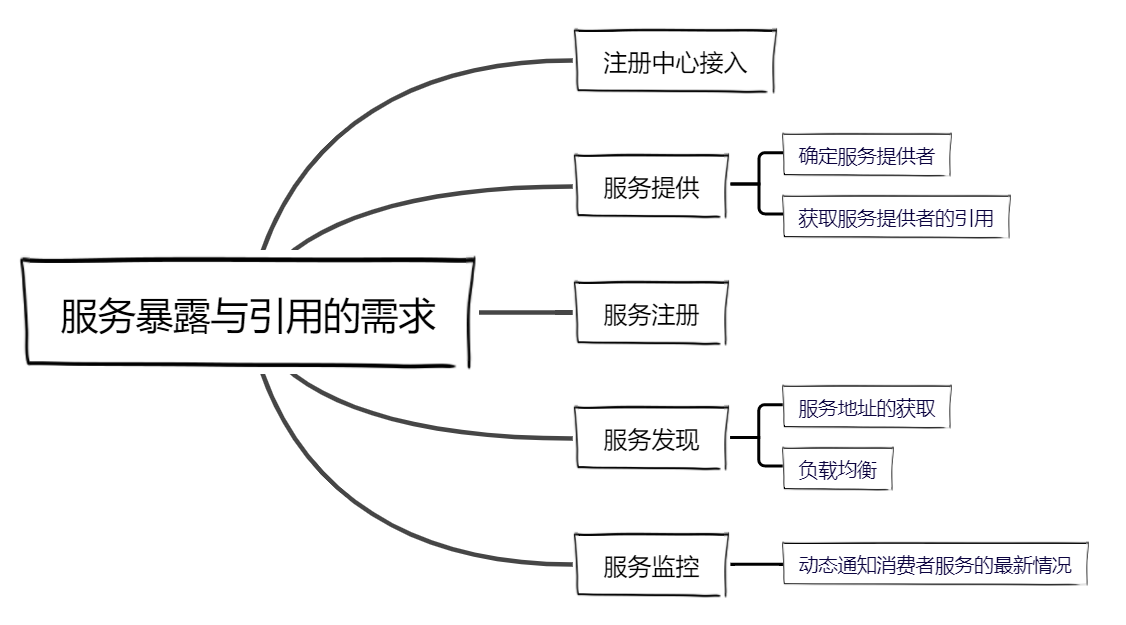 服务暴露与引用的需求
注册中心接入
服务提供
确定服务提供者
获取服务提供者的引用
服务注册
服务发现
服务地址的获取
负载均衡
服务监控
动态通知消费者服务的最新情况